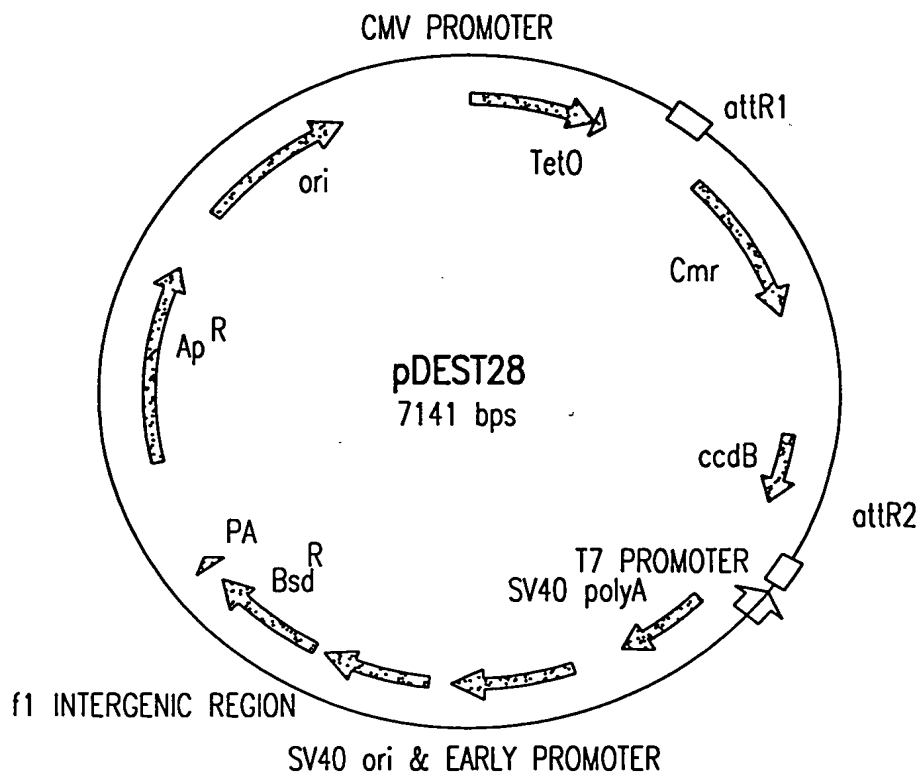 CMV PROMOTER
attR1
TetO
ori
Cmr
Ap R
pDEST28
7141 bps
ccdB
attR2
PA
T7 PROMOTER
Bsd R
SV40 polyA
f1 INTERGENIC REGION
SV40 ori & EARLY PROMOTER